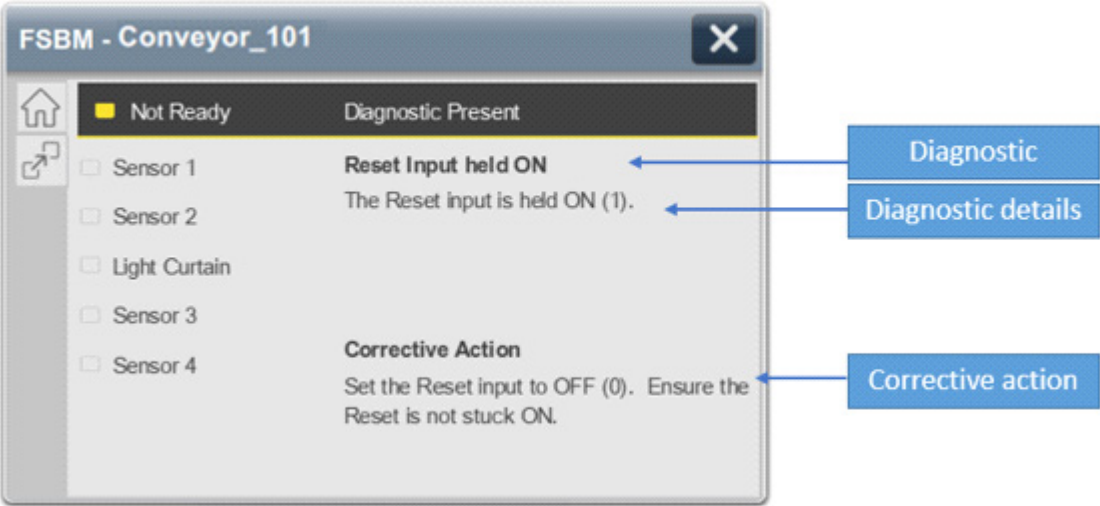 FSBM - Conveyor_101
Not Ready
Diagnostic Present
Sensor 1
Sensor 2
Light Curtain
Sensor 3
Sensor 4
Reset Input held ON
The Reset input is held ON (1).
Corrective Action
Set the Reset input to OFF (0). Ensure the
Reset is not stuck ON.
Diagnostic
Diagnostic details
Corrective action